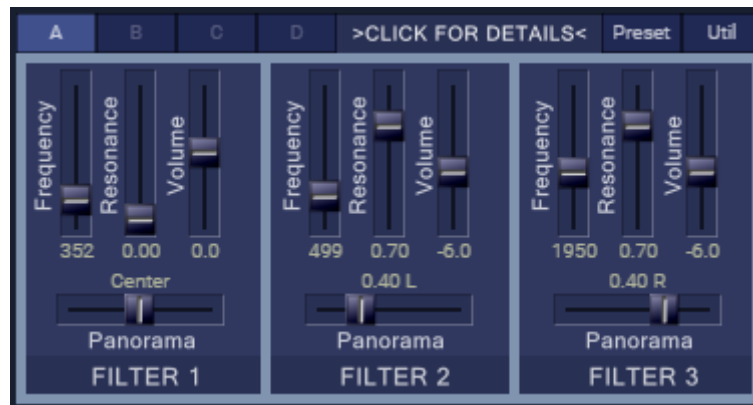 A B C D >CLICK FOR DETAILS< Preset Util
Frequency Resonance Volume
352 0.00 0.0
Center
Panorama
FILTER 1
Frequency Resonance Volume
499 0.70 -6.0
0.40 L
Panorama
FILTER 2
Frequency Resonance Volume
1950 0.70 -6.0
0.40 R
Panorama
FILTER 3